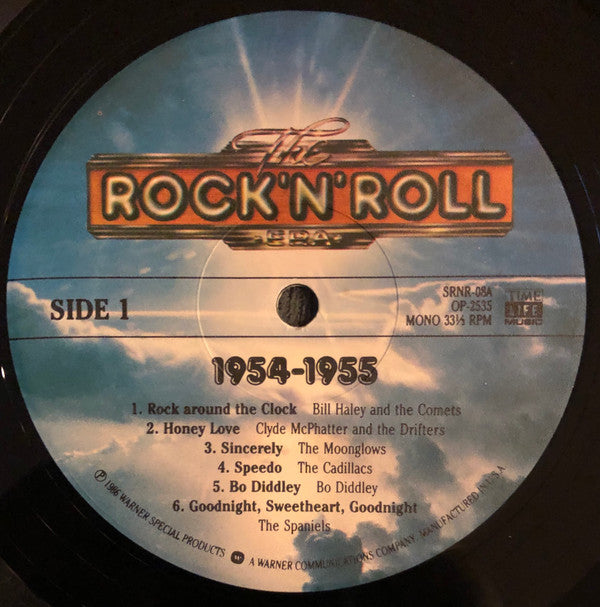 The
ROCK'N'ROLL
·ERA·
SIDE 1
SRNR-08A
OP-2535
MONO 33⅓ RPM
TIME
LIFE
MUSIC
1954-1955
1. Rock around the Clock Bill Haley and the Comets
2. Honey Love Clyde McPhatter and the Drifters
3. Sincerely The Moonglows
4. Speedo The Cadillacs
5. Bo Diddley Bo Diddley
6. Goodnight, Sweetheart, Goodnight
The Spaniels
℗ 1986 WARNER SPECIAL PRODUCTS A WARNER COMMUNICATIONS COMPANY. MANUFACTURED IN U.S.A